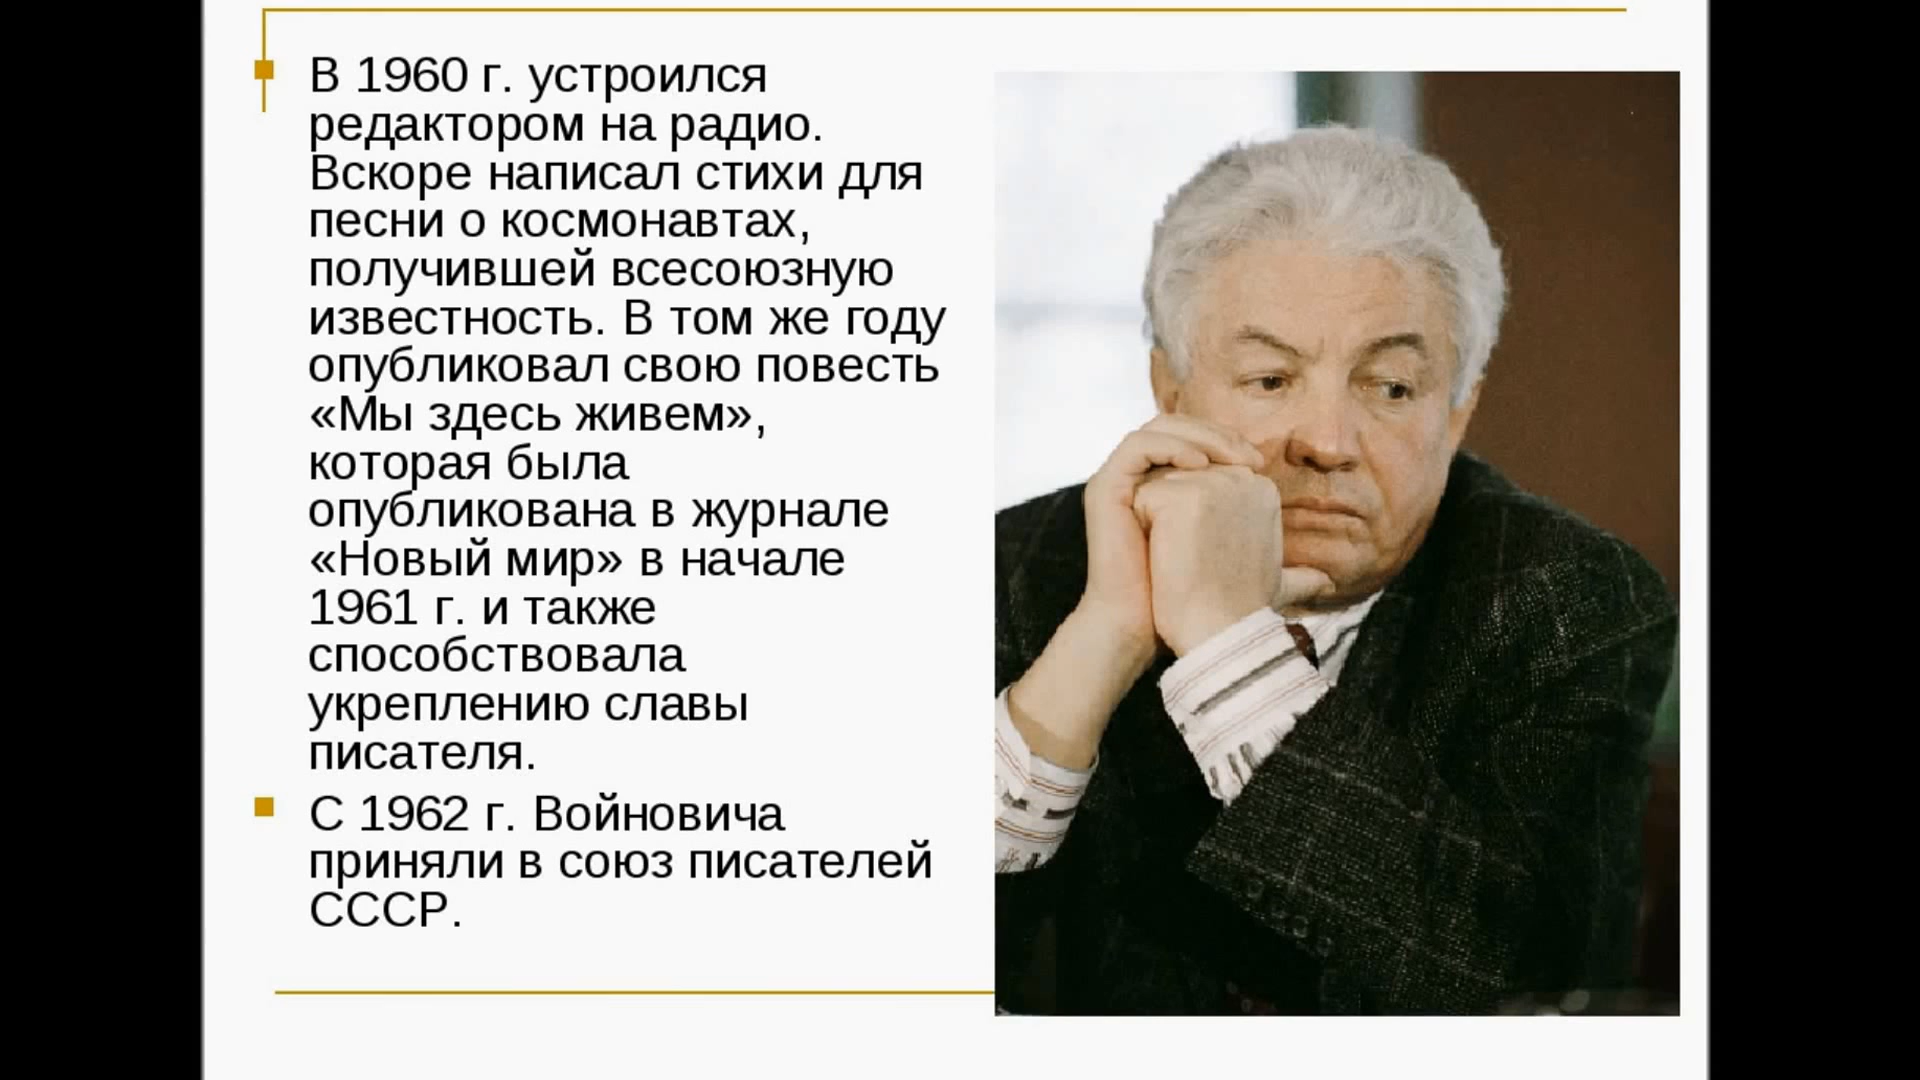 В 1960 г. устроился
редактором на радио.
Вскоре написал стихи для
песни о космонавтах,
получившей всесоюзную
известность. В том же году
опубликовал свою повесть
«Мы здесь живем»,
которая была
опубликована в журнале
«Новый мир» в начале
1961 г. и также
способствовала
укреплению славы
писателя.
С 1962 г. Войновича
приняли в союз писателей
СССР.